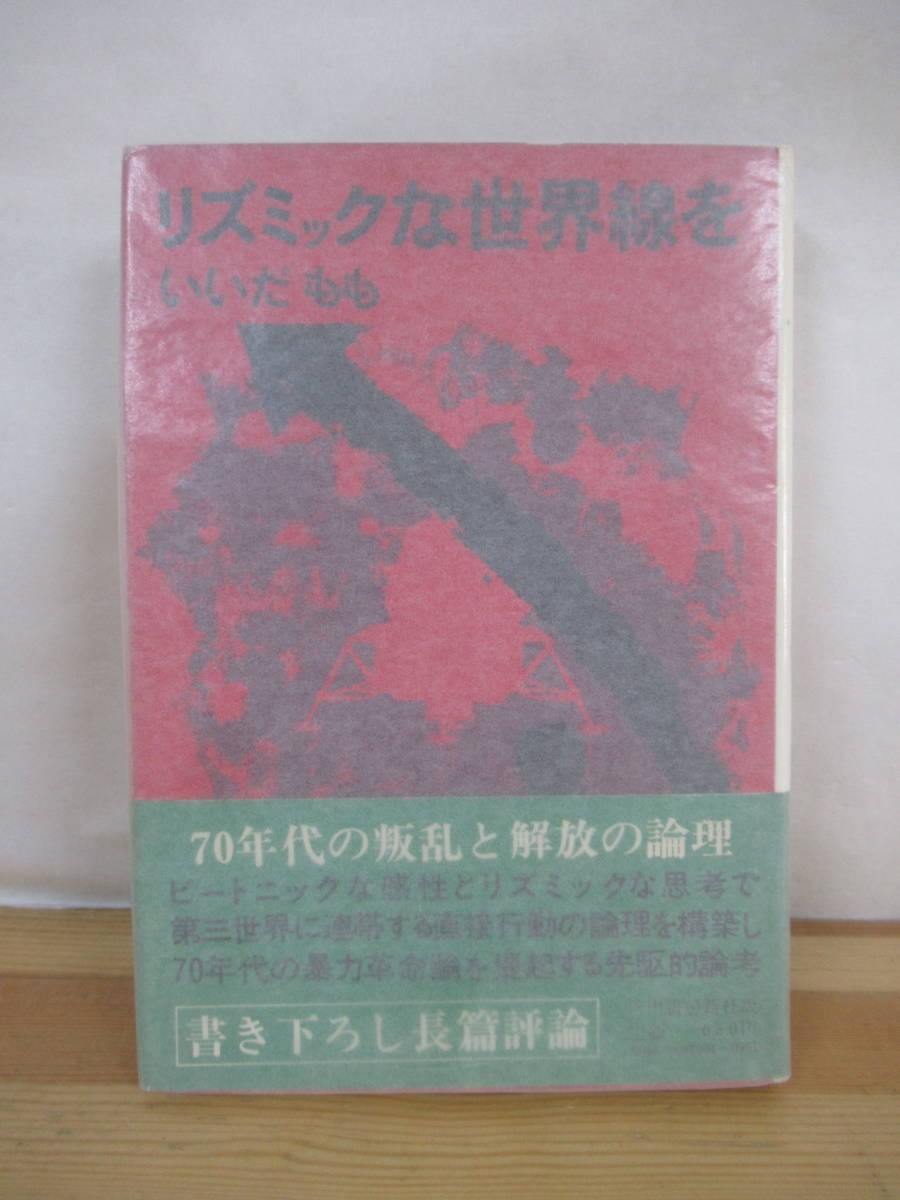 リズミックな世界線を
いいだ もも
70年代の叛乱と解放の論理
ビートニックな感性とリズミックな思考で
第三世界に連帯する直接行動の論理を構築し
70年代の暴力革命論を提起する先駆的論考
書き下ろし長篇評論